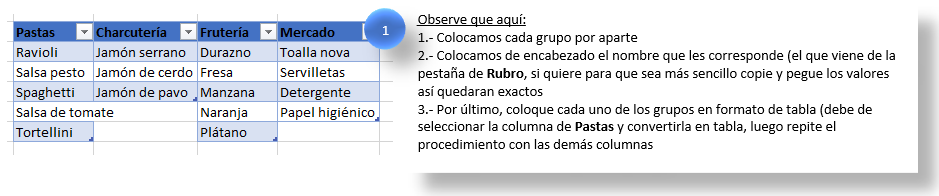 Pastas Charcutería Frutería Mercado 1
Ravioli Jamón serrano Durazno Toalla nova
Salsa pesto Jamón de cerdo Fresa Servilletas
Spaghetti Jamón de pavo Manzana Detergente
Salsa de tomate Naranja Papel higiénico
Tortellini Plátano
Observe que aquí:
1.- Colocamos cada grupo por aparte
2.- Colocamos de encabezado el nombre que les corresponde (el que viene de la
pestaña de Rubro, si quiere para que sea más sencillo copie y pegue los valores
así quedaran exactos
3.- Por último, coloque cada uno de los grupos en formato de tabla (debe de
seleccionar la columna de Pastas y convertirla en tabla, luego repite el
procedimiento con las demás columnas